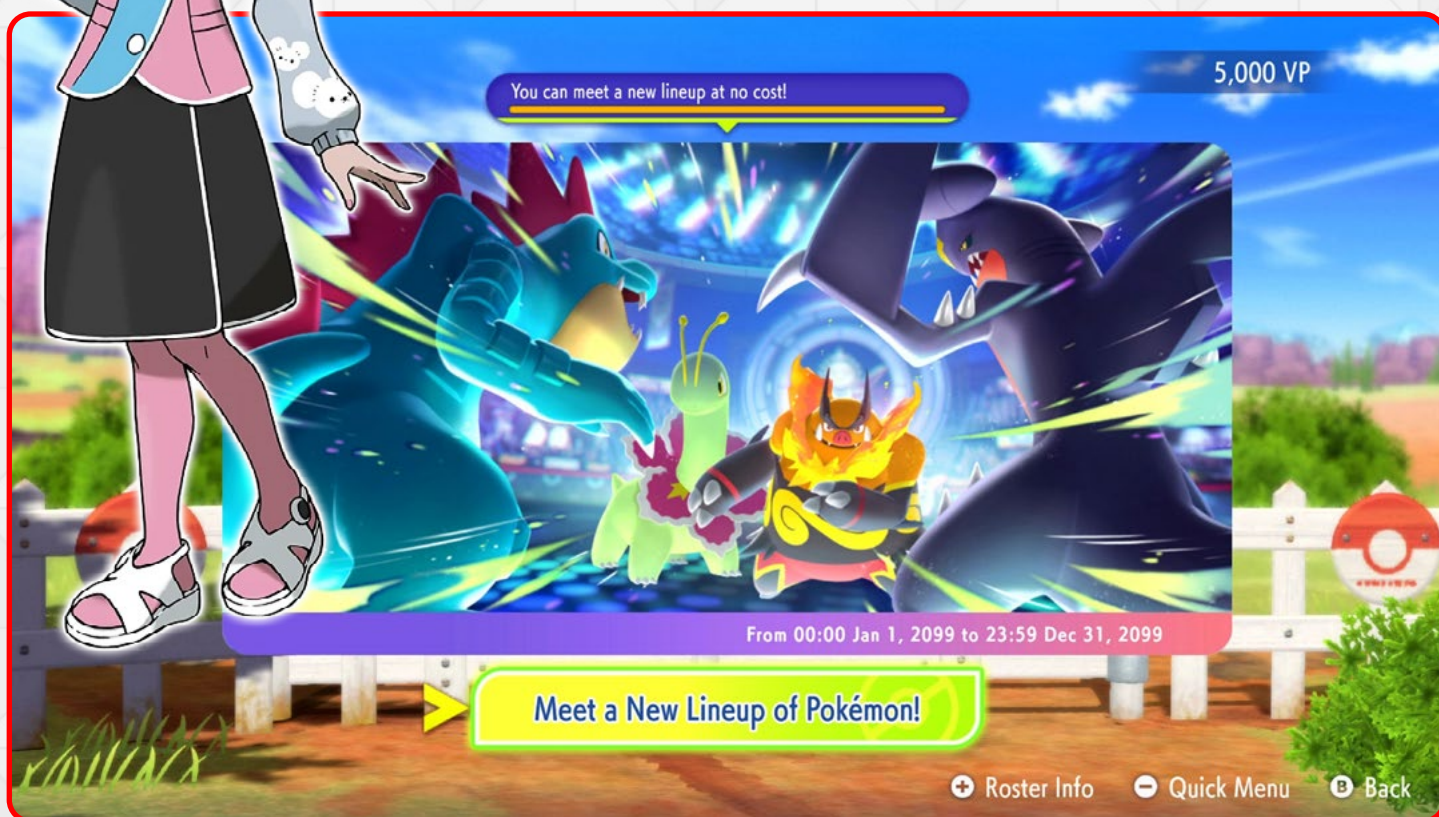 5,000 VP
You can meet a new lineup at no cost!
From 00:00 Jan 1, 2099 to 23:59 Dec 31, 2099
Meet a New Lineup of Pokémon!
+ Roster Info − Quick Menu B Back